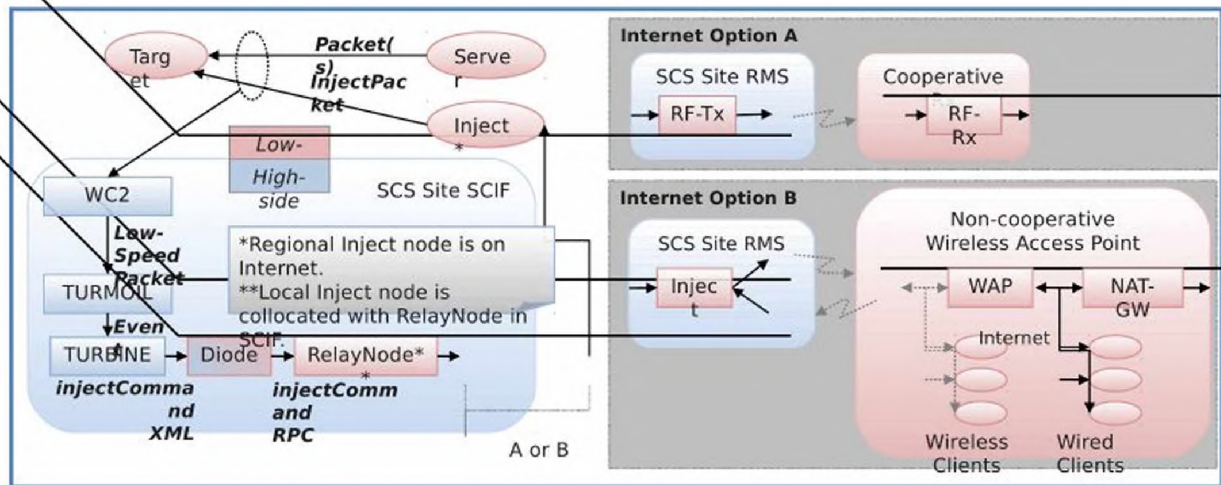 Targ
et
Packet(
s)
InjectPac
ket
Serve
r
Inject
*
Low-
High-
side
SCS Site SCIF
WC2
Low-
Speed
Packet
*Regional Inject node is on
Internet.
**Local Inject node is
collocated with RelayNode in
SCIF.
TURMOIL
Even
t
TURBINE
Diode
RelayNode*
*
injectComma
nd
XML
injectComm
and
RPC
A or B
Internet Option A
SCS Site RMS
RF-Tx
Cooperative
RF-
Rx
Internet Option B
SCS Site RMS
Injec
t
Non-cooperative
Wireless Access Point
WAP
NAT-
GW
Internet
Wireless
Clients
Wired
Clients